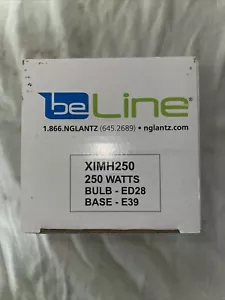 beLine®
1.866.NGLANTZ (645.2689) • nglantz.com
XIMH250
250 WATTS
BULB - ED28
BASE - E39